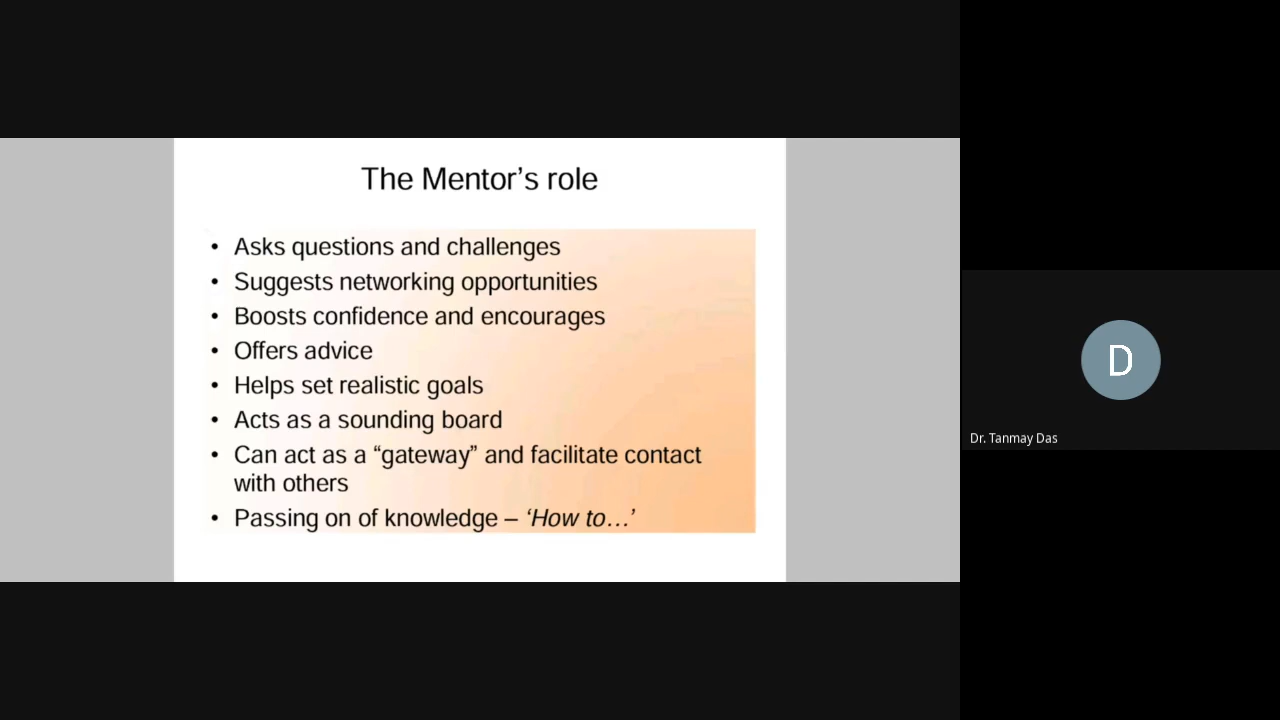 The Mentor’s role
• Asks questions and challenges
• Suggests networking opportunities
• Boosts confidence and encourages
• Offers advice
• Helps set realistic goals
• Acts as a sounding board
• Can act as a “gateway” and facilitate contact
with others
• Passing on of knowledge – ‘How to…’
D
Dr. Tanmay Das